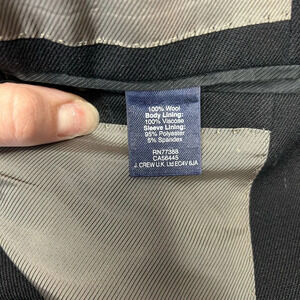 100% Wool
Body Lining:
100% Viscose
Sleeve Lining:
95% Polyester
5% Spandex
RN77388
CA56445
J. CREW U.K. Ltd EC4V 6JA